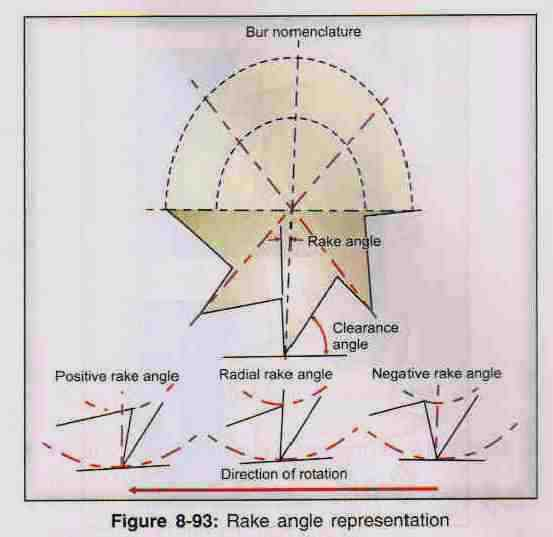 Bur nomenclature
Rake angle
Clearance
angle
Positive rake angle
Radial rake angle
Negative rake angle
Direction of rotation
Figure 8-93: Rake angle representation